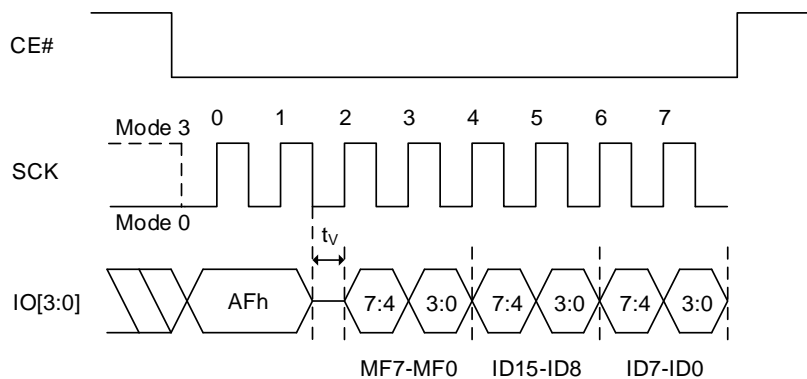 CE#
Mode 3
0 1 2 3 4 5 6 7
SCK
Mode 0
tV
IO[3:0]
AFh
7:4 3:0 7:4 3:0 7:4 3:0
MF7-MF0 ID15-ID8 ID7-ID0